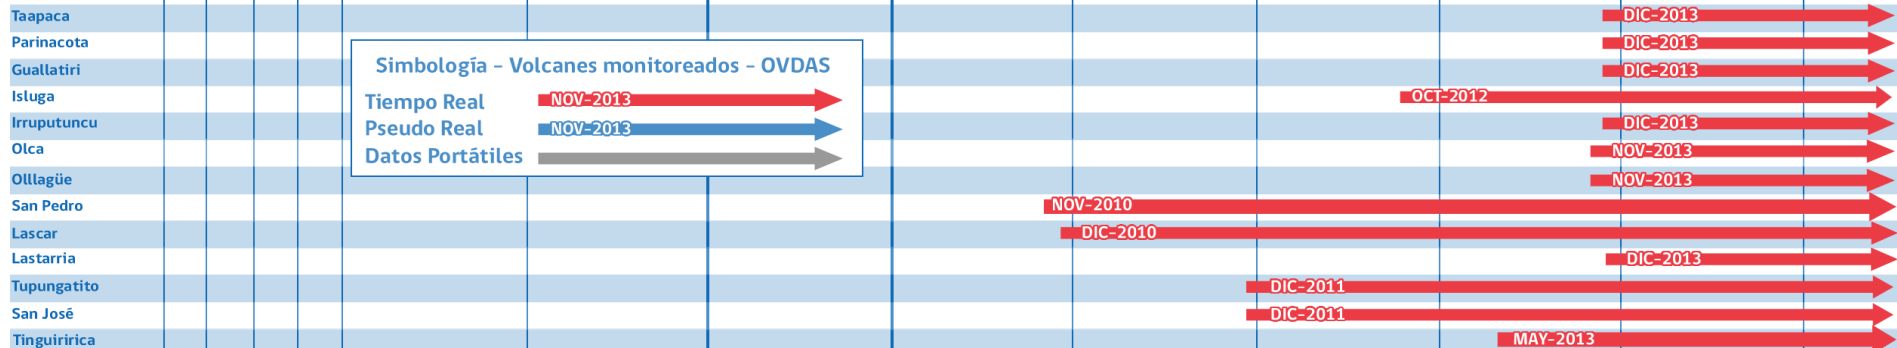 Taapaca DIC-2013
Parinacota DIC-2013
Simbología - Volcanes monitoreados - OVDAS
Tiempo Real NOV-2013
Pseudo Real NOV-2013
Datos Portátiles
Guallatiri DIC-2013
Isluga OCT-2012
Irruputuncu DIC-2013
Olca NOV-2013
Olllagüe NOV-2013
San Pedro NOV-2010
Lascar DIC-2010
Lastarria DIC-2013
Tupungatito DIC-2011
San José DIC-2011
Tinguiririca MAY-2013